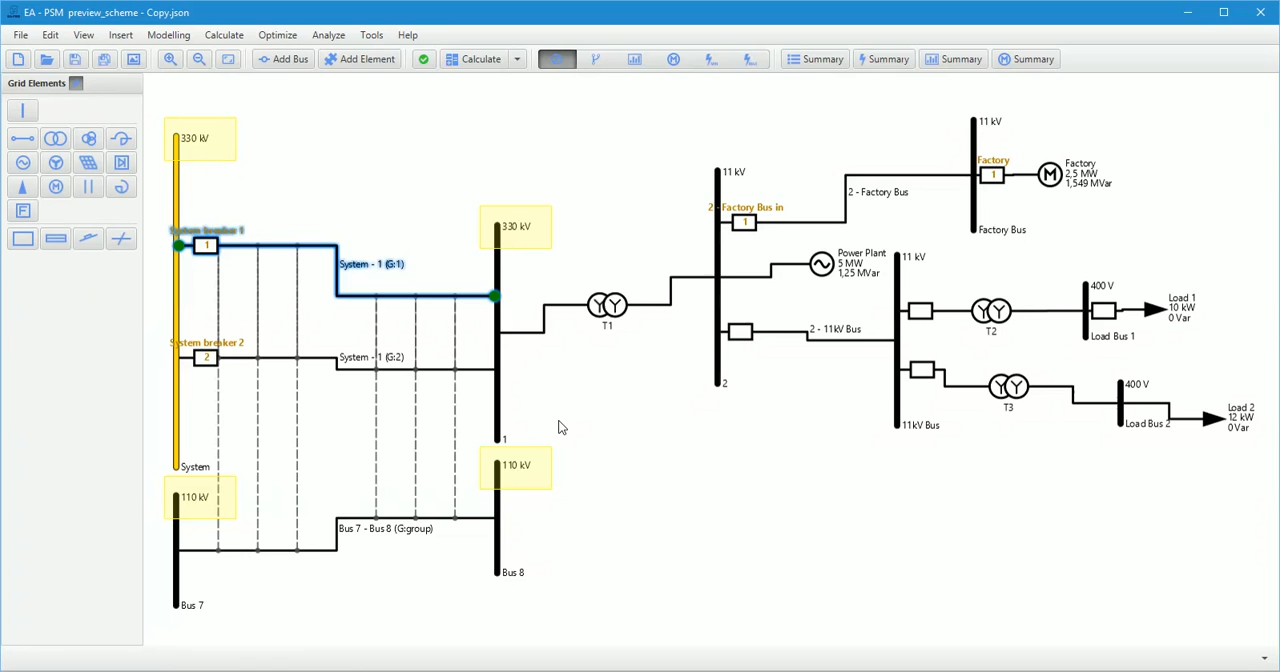 EA - PSM preview_scheme - Copy.json
File Edit View Insert Modelling Calculate Optimize Analyze Tools Help
Add Bus Add Element Calculate Summary Summary Summary Summary
Grid Elements
330 kV
System breaker 1
1
System - 1 (G:1)
System breaker 2
2
System - 1 (G:2)
System
110 kV
Bus 7 - Bus 8 (G:group)
Bus 7
330 kV
1
110 kV
Bus 8
T1
11 kV
2 - Factory Bus in
1
2 - Factory Bus
2 - 11kV Bus
2
Power Plant
5 MW
1,25 MVar
11 kV
Factory
1
M
Factory
2,5 MW
1,549 MVar
Factory Bus
11 kV
T2
T3
11kV Bus
400 V
Load Bus 1
Load 1
10 kW
0 Var
400 V
Load Bus 2
Load 2
12 kW
0 Var